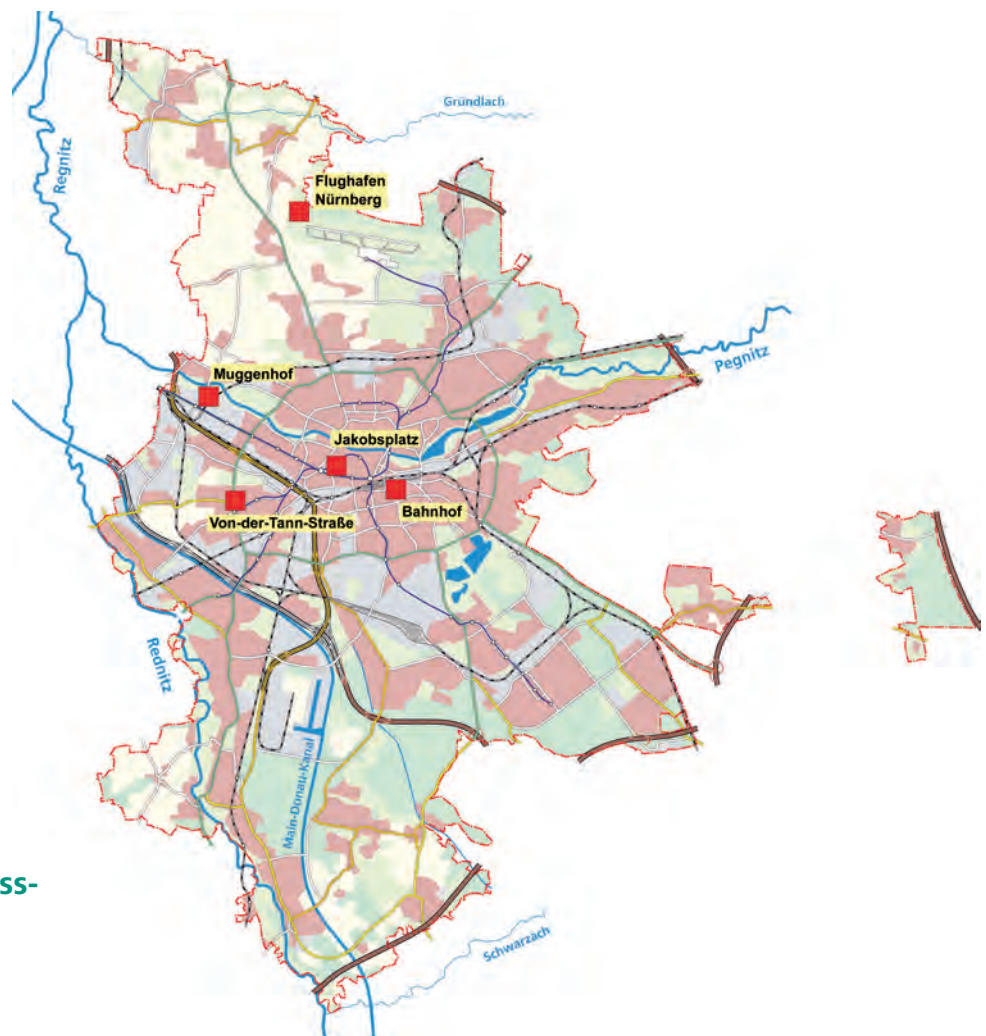 Gründlach
Regnitz
Flughafen
Nürnberg
Pegnitz
Muggenhof
Jakobsplatz
Bahnhof
Von-der-Tann-Straße
Rednitz
Main-Donau-Kanal
ss-
Schwarzach